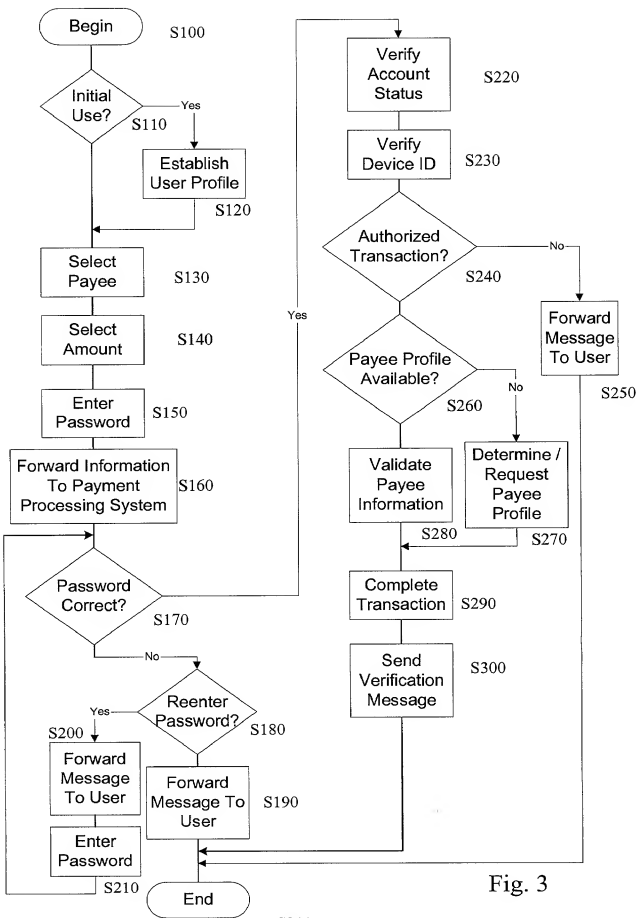 Begin
S100
Initial
Use?
Yes
S110
Establish
User Profile
S120
Select
Payee
S130
Select
Amount
S140
Enter
Password
S150
Forward Information
To Payment
Processing System
S160
Password
Correct?
S170
Yes
No
Reenter
Password?
S180
Yes
S200
Forward
Message
To User
Enter
Password
S210
Forward
Message To
User
S190
End
Verify
Account
Status
S220
Verify
Device ID
S230
Authorized
Transaction?
S240
No
Forward
Message
To User
S250
Payee Profile
Available?
S260
No
Determine /
Request
Payee
Profile
S270
Validate
Payee
Information
S280
Complete
Transaction
S290
Send
Verification
Message
S300
Fig. 3